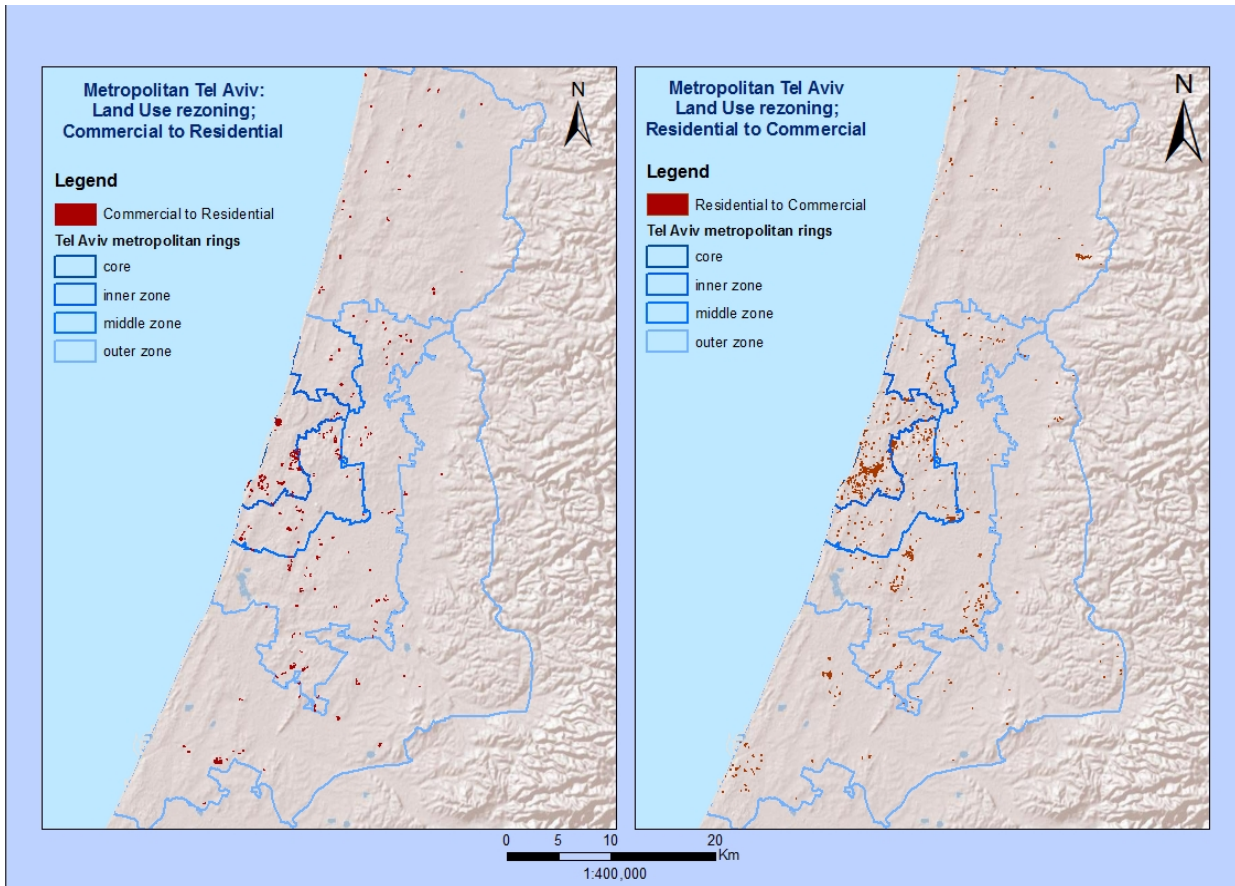 Metropolitan Tel Aviv:
Land Use rezoning;
Commercial to Residential
N
Legend
Commercial to Residential
Tel Aviv metropolitan rings
core
inner zone
middle zone
outer zone
Metropolitan Tel Aviv
Land Use rezoning;
Residential to Commercial
N
Legend
Residential to Commercial
Tel Aviv metropolitan rings
core
inner zone
middle zone
outer zone
0 5 10 20
Km
1:400,000